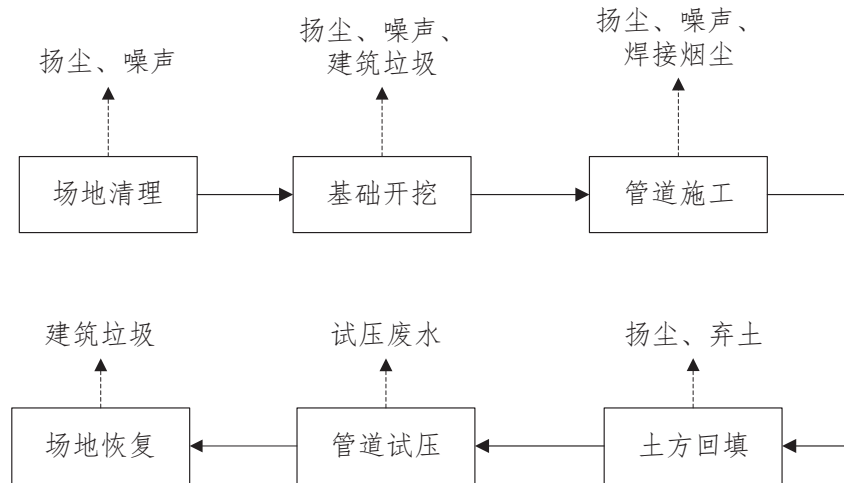 扬尘、噪声
扬尘、噪声、
建筑垃圾
扬尘、噪声、
焊接烟尘
场地清理
基础开挖
管道施工
建筑垃圾
试压废水
扬尘、弃土
场地恢复
管道试压
土方回填